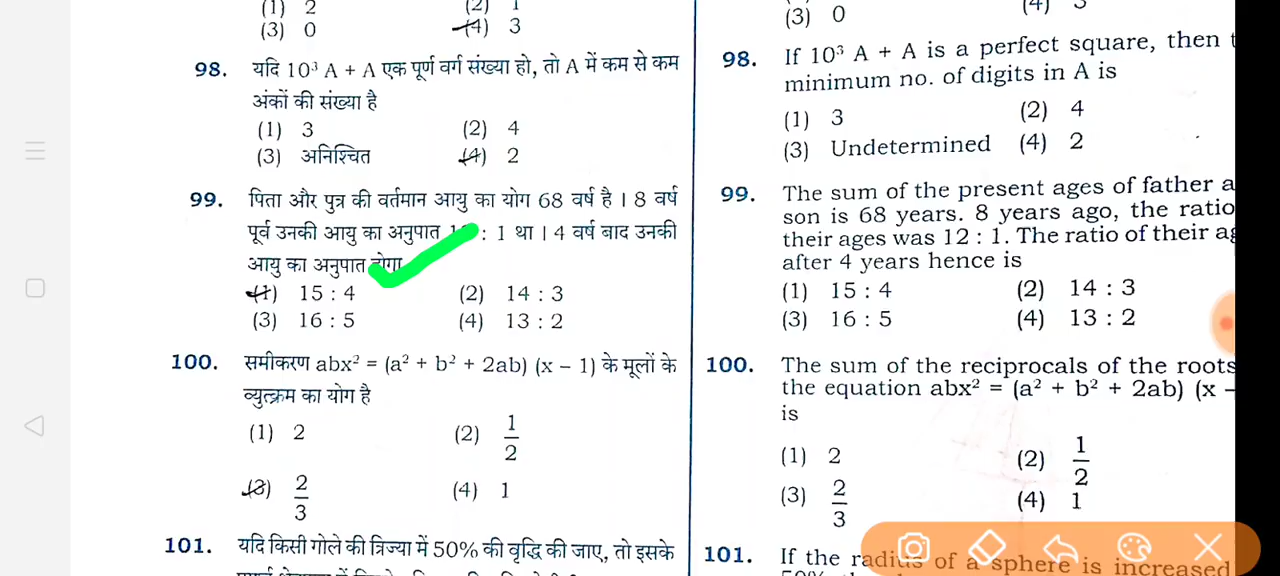 (1) 2
(2) 1
(3) 0
(4) 3
98. यदि 10³ A + A एक पूर्ण वर्ग संख्या हो, तो A में कम से कम
अंकों की संख्या है
(1) 3
(2) 4
(3) अनिश्चित
(4) 2
99. पिता और पुत्र की वर्तमान आयु का योग 68 वर्ष है । 8 वर्ष
पूर्व उनकी आयु का अनुपात : 1 था । 4 वर्ष बाद उनकी
आयु का अनुपात होगा
(1) 15 : 4
(2) 14 : 3
(3) 16 : 5
(4) 13 : 2
100. समीकरण abx² = (a² + b² + 2ab) (x − 1) के मूलों के
व्युत्क्रम का योग है
(1) 2
(2) 1/2
(3) 2/3
(4) 1
101. यदि किसी गोले की त्रिज्या में 50% की वृद्धि की जाए, तो इसके
(3) 0
(4) 3
98. If 10³ A + A is a perfect square, then
minimum no. of digits in A is
(1) 3
(2) 4
(3) Undetermined
(4) 2
99. The sum of the present ages of father
son is 68 years. 8 years ago, the ratio
their ages was 12 : 1. The ratio of their
after 4 years hence is
(1) 15 : 4
(2) 14 : 3
(3) 16 : 5
(4) 13 : 2
100. The sum of the reciprocals of the roots
the equation abx² = (a² + b² + 2ab) (x −
is
(1) 2
(2) 1/2
(3) 2/3
(4) 1
101. If the radius of a sphere is increased